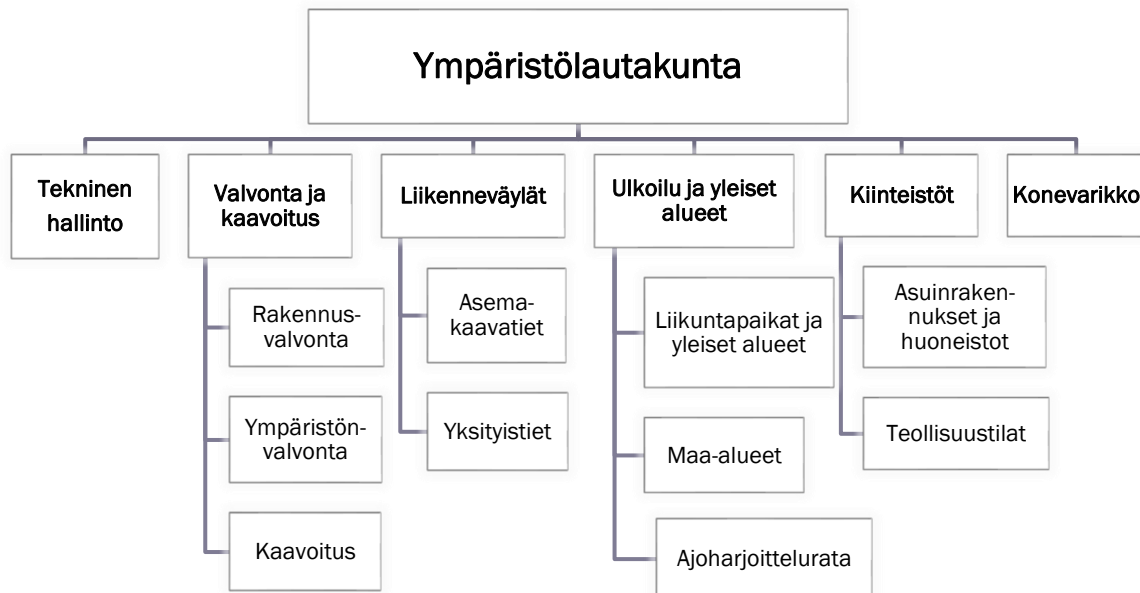 Ympäristölautakunta
Tekninen
hallinto
Valvonta ja
kaavoitus
Rakennus-
valvonta
Ympäristön-
valvonta
Kaavoitus
Liikenneväylät
Asema-
kaavatiet
Yksityistiet
Ulkoilu ja yleiset
alueet
Liikuntapaikat ja
yleiset alueet
Maa-alueet
Ajoharjoittelurata
Kiinteistöt
Asuinraken-
nukset ja
huoneistot
Teollisuustilat
Konevarikko